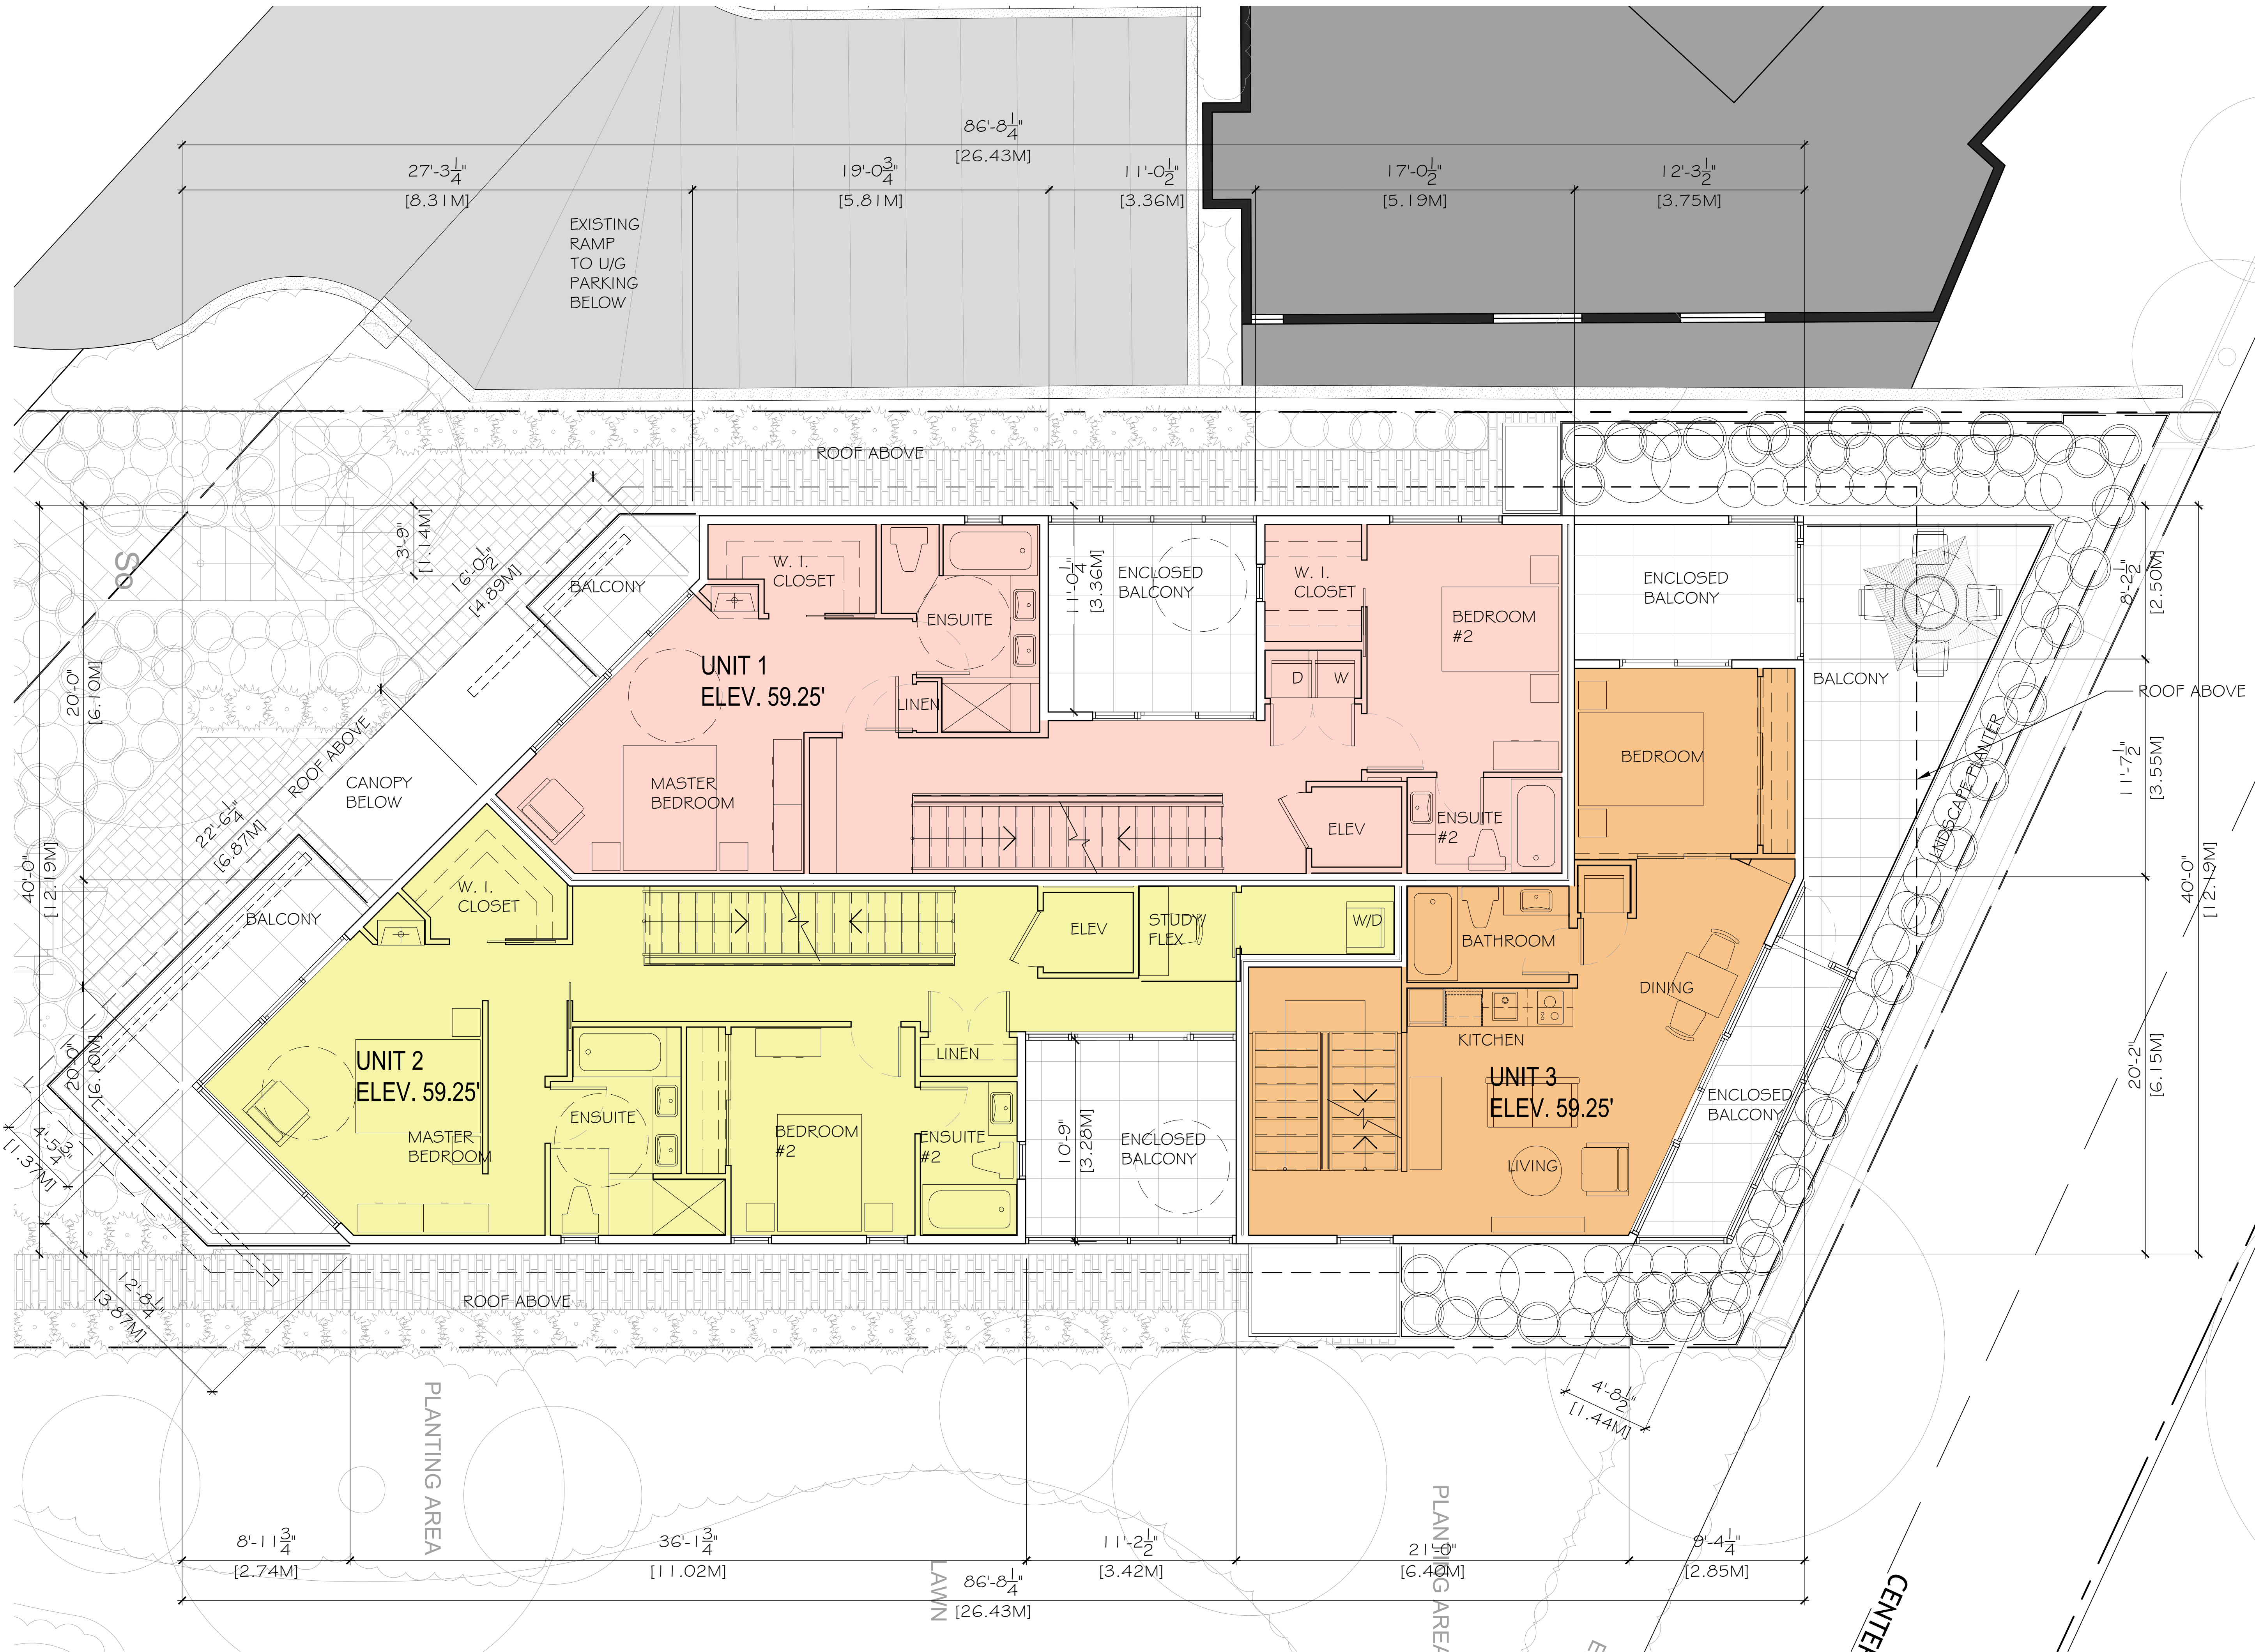 86'-8 1/4"
[26.43M]
27'-3 1/4"
[8.31M]
19'-0 3/4"
[5.81M]
11'-0 1/2"
[3.36M]
17'-0 1/2"
[5.19M]
12'-3 1/2"
[3.75M]
EXISTING
RAMP
TO U/G
PARKING
BELOW
ROOF ABOVE
3'-9"
[1.14M]
16'-0 1/2"
[4.89M]
So
BALCONY
W. I.
CLOSET
ENSUITE
11'-0 1/4"
[3.36M]
ENCLOSED
BALCONY
W. I.
CLOSET
BEDROOM
#2
ENCLOSED
BALCONY
8'-2 1/2"
[2.50M]
20'-0"
[6.10M]
UNIT 1
ELEV. 59.25'
LINEN
D
W
BALCONY
ROOF ABOVE
ROOF ABOVE
CANOPY
BELOW
MASTER
BEDROOM
BEDROOM
LNDSCAPE PLANTER
11'-7 1/2"
[3.55M]
22'-6 1/4"
[6.87M]
ELEV
ENSUITE
#2
40'-0"
[12.19M]
40'-0"
[12.19M]
BALCONY
W. I.
CLOSET
ELEV
STUDY/
FLEX
W/D
BATHROOM
DINING
KITCHEN
20'-0"
[6.10M]
UNIT 2
ELEV. 59.25'
LINEN
UNIT 3
ELEV. 59.25'
20'-2"
[6.15M]
MASTER
BEDROOM
ENSUITE
BEDROOM
#2
ENSUITE
#2
10'-9"
[3.28M]
ENCLOSED
BALCONY
LIVING
ENCLOSED
BALCONY
4'-5 3/4"
[1.37M]
12'-8 1/4"
[3.87M]
ROOF ABOVE
4'-8 1/2"
[1.44M]
PLANTING AREA
PLANTING AREA
LAWN
8'-11 3/4"
[2.74M]
36'-1 3/4"
[11.02M]
11'-2 1/2"
[3.42M]
21'-0"
[6.40M]
9'-4 1/4"
[2.85M]
86'-8 1/4"
[26.43M]
CENTE